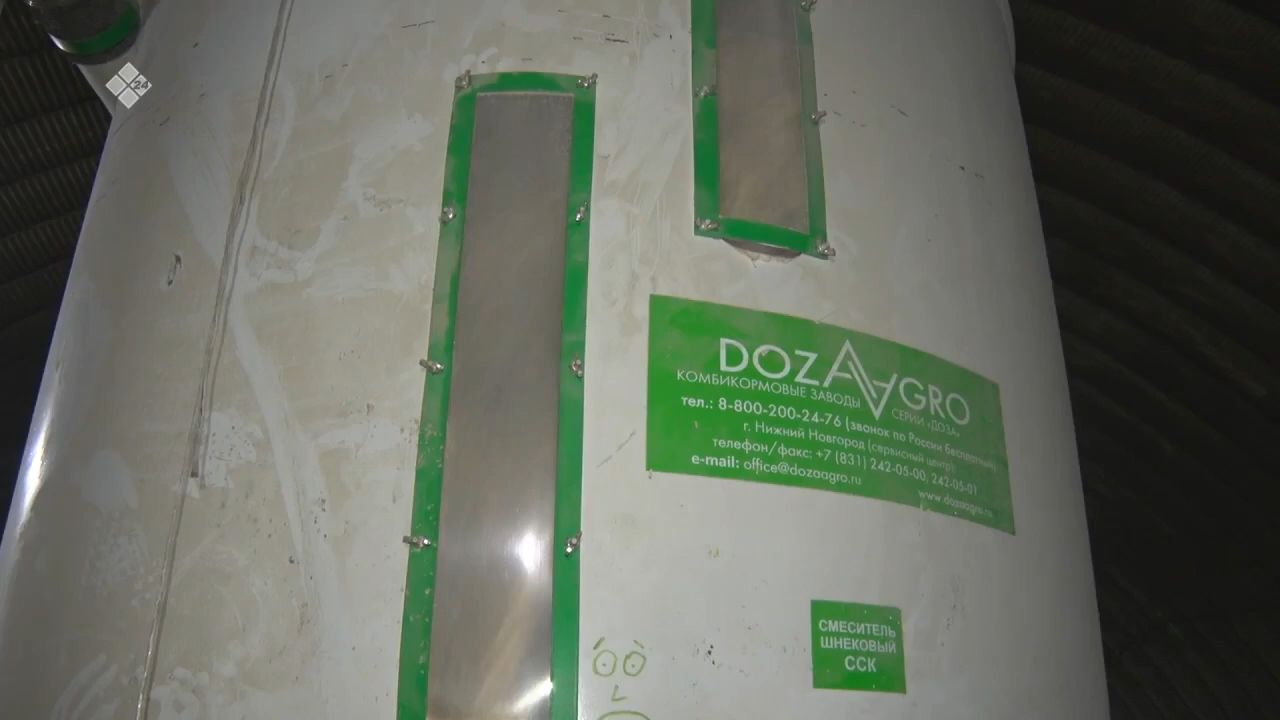 24
DOZAAGRO
КОМБИКОРМОВЫЕ ЗАВОДЫ СЕРИИ «ДОЗА»
тел.: 8-800-200-24-76 (звонок по России бесплатный)
г. Нижний Новгород (сервисный центр)
телефон/факс: +7 (831) 242-05-00, 242-05-01
e-mail: office@dozaagro.ru
www.dozaagro.ru
СМЕСИТЕЛЬ
ШНЕКОВЫЙ
ССК